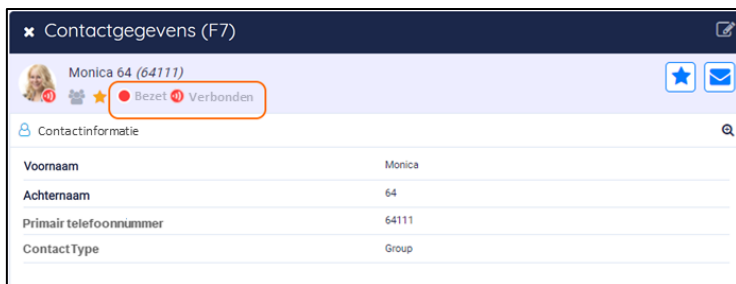 Contactgegevens (F7)
Monica 64 (64111)
Bezet Verbonden
Contactinformatie
Voornaam Monica
Achternaam 64
Primair telefoonnummer 64111
ContactType Group